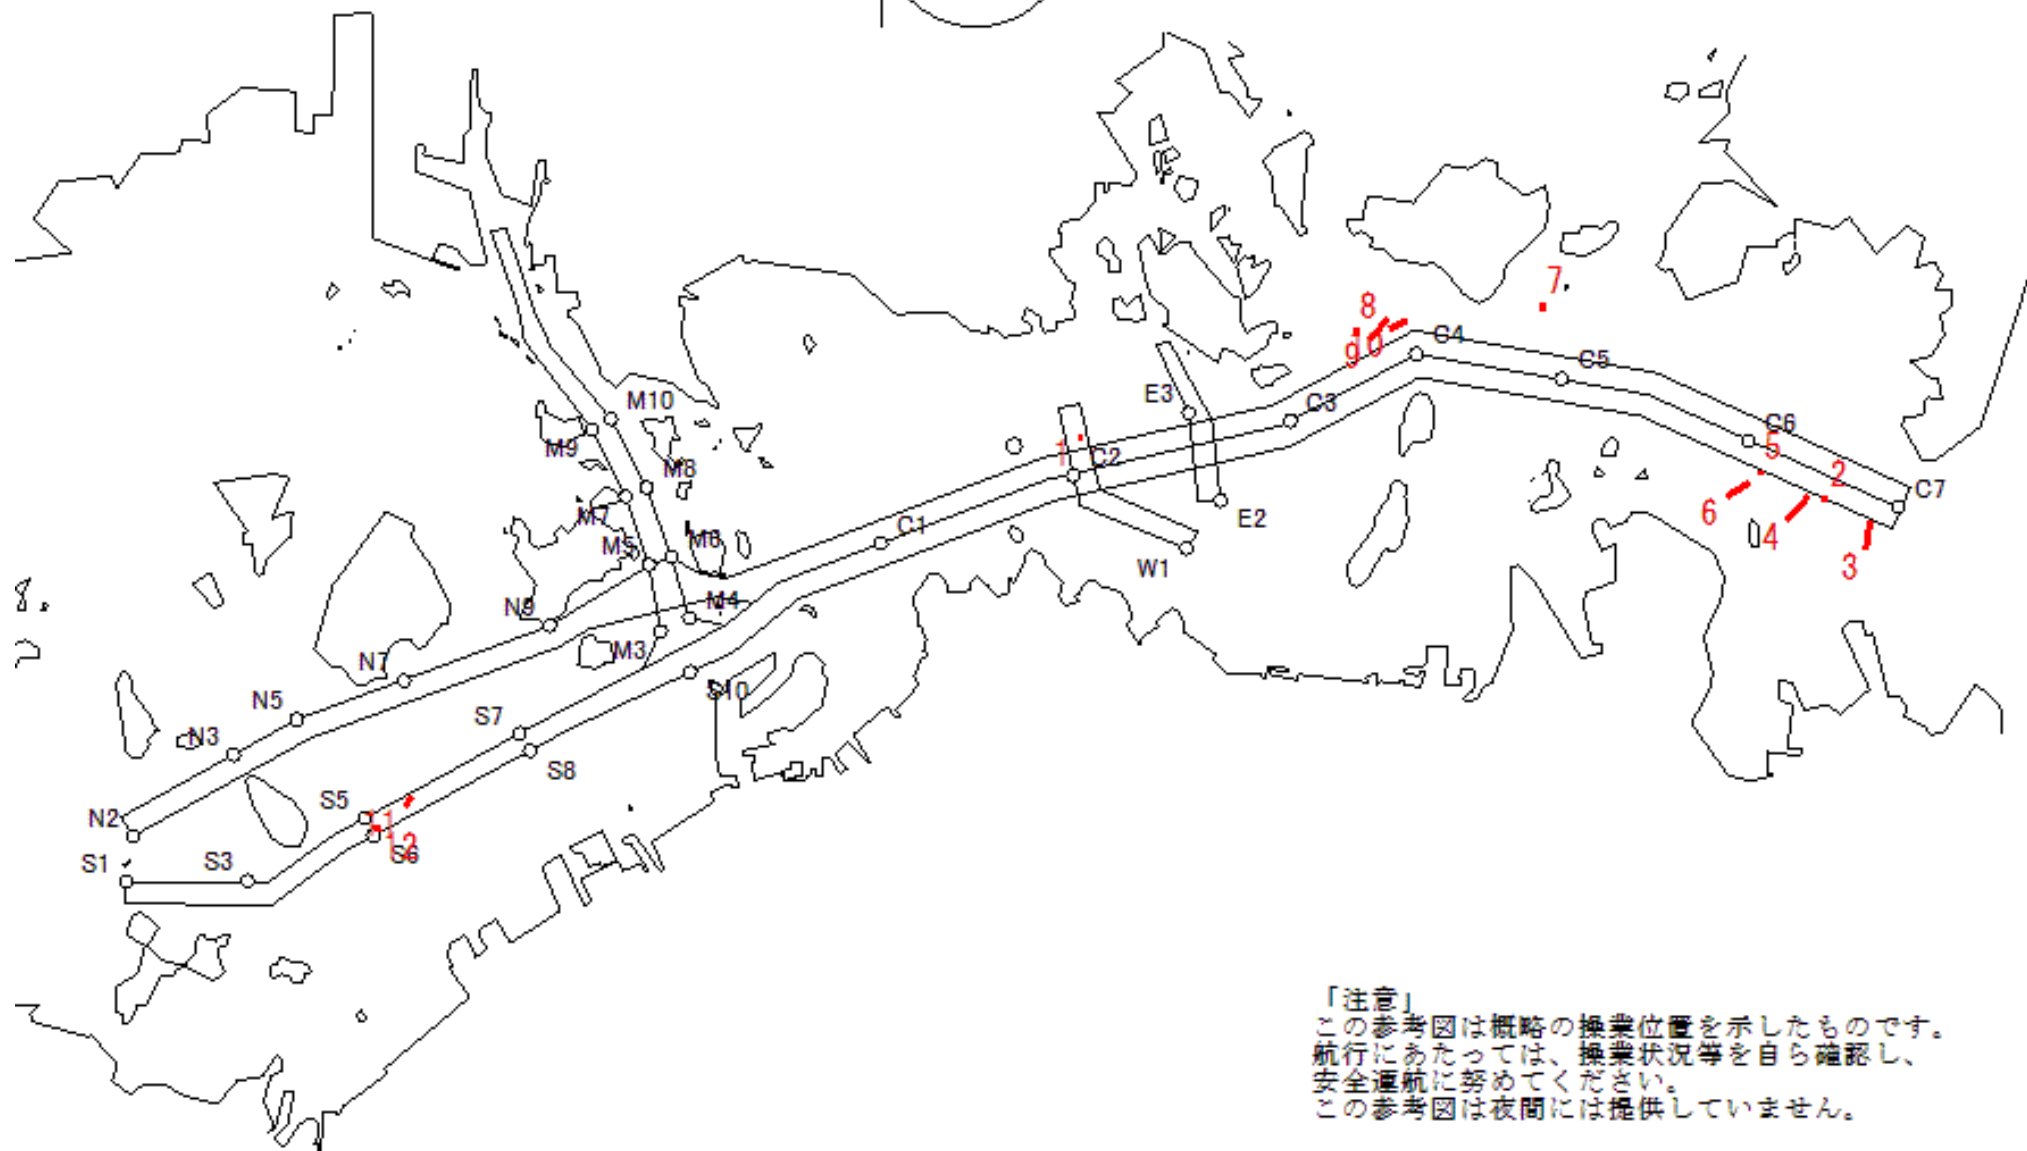 7
8
C4
9
10
C5
E3
M10
C3
C6
M9
1
C2
5
M8
2
C7
6
M7
C1
E2
4
M5
M6
W1
3
N9
M4
M3
N7
S10
N5
S7
N3
S8
S5
N2
11
12
S6
S1
S3
「注意」
この参考図は概略の操業位置を示したものです。
航行にあたっては、操業状況等を自ら確認し、
安全運航に努めてください。
この参考図は夜間には提供していません。